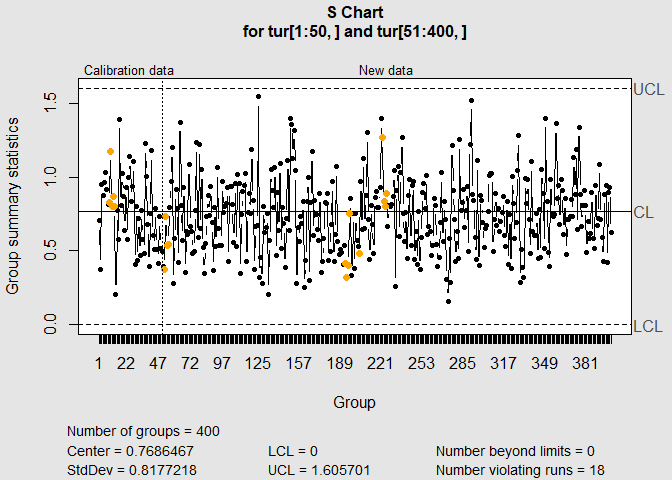 S Chart
for tur[1:50, ] and tur[51:400, ]
Calibration data New data
UCL
CL
LCL
Group summary statistics
0.0 0.5 1.0 1.5
1 22 47 72 97 125 157 189 221 253 285 317 349 381
Group
Number of groups = 400
Center = 0.7686467 LCL = 0 Number beyond limits = 0
StdDev = 0.8177218 UCL = 1.605701 Number violating runs = 18